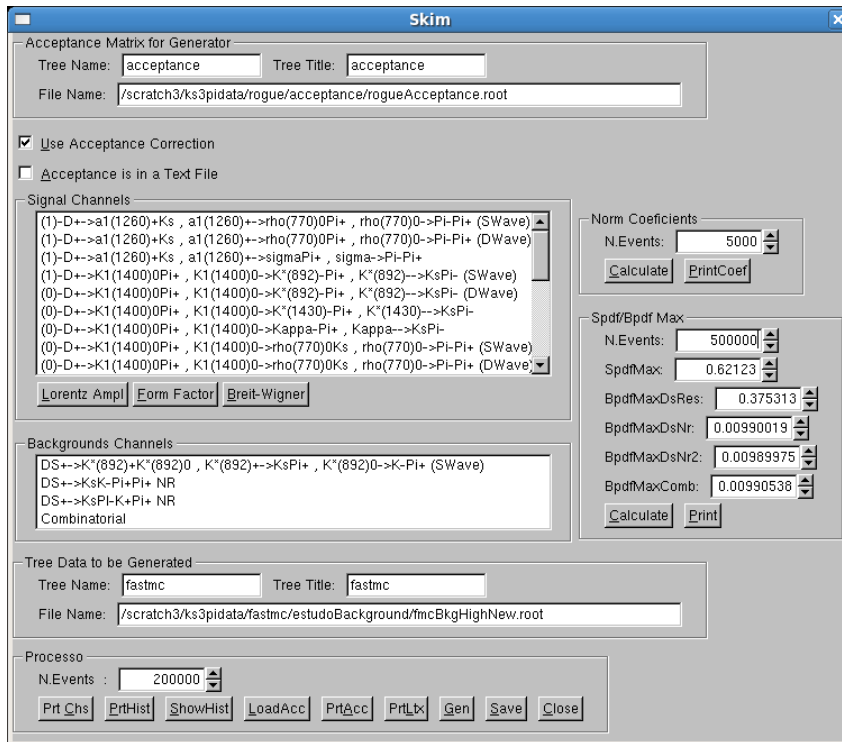 Skim
Acceptance Matrix for Generator
Tree Name: acceptance Tree Title: acceptance
File Name: /scratch3/ks3pidata/rogue/acceptance/rogueAcceptance.root
Use Acceptance Correction
Acceptance is in a Text File
Signal Channels
(1)-D+->a1(1260)+Ks , a1(1260)+->rho(770)0Pi+ , rho(770)0->Pi-Pi+ (SWave)
(1)-D+->a1(1260)+Ks , a1(1260)+->rho(770)0Pi+ , rho(770)0->Pi-Pi+ (DWave)
(1)-D+->a1(1260)+Ks , a1(1260)+->sigmaPi+ , sigma->Pi-Pi+
(1)-D+->K1(1400)0Pi+ , K1(1400)0->K*(892)-Pi+ , K*(892)-->KsPi- (SWave)
(0)-D+->K1(1400)0Pi+ , K1(1400)0->K*(892)-Pi+ , K*(892)-->KsPi- (DWave)
(0)-D+->K1(1400)0Pi+ , K1(1400)0->K*(1430)-Pi+ , K*(1430)-->KsPi-
(0)-D+->K1(1400)0Pi+ , K1(1400)0->Kappa-Pi+ , Kappa-->KsPi-
(0)-D+->K1(1400)0Pi+ , K1(1400)0->rho(770)0Ks , rho(770)0->Pi-Pi+ (SWave)
(0)-D+->K1(1400)0Pi+ , K1(1400)0->rho(770)0Ks , rho(770)0->Pi-Pi+ (DWave)
Lorentz Ampl Form Factor Breit-Wigner
Norm Coeficients
N.Events: 5000
Calculate PrintCoef
Spdf/Bpdf Max
N.Events: 500000
SpdfMax: 0.62123
BpdfMaxDsRes: 0.375313
BpdfMaxDsNr: 0.00990019
BpdfMaxDsNr2: 0.00989975
BpdfMaxComb: 0.00990538
Calculate Print
Backgrounds Channels
DS+->K*(892)+K*(892)0 , K*(892)+->KsPi+ , K*(892)0->K-Pi+ (SWave)
DS+->KsK-Pi+Pi+ NR
DS+->KsPI-K+Pi+ NR
Combinatorial
Tree Data to be Generated
Tree Name: fastmc Tree Title: fastmc
File Name: /scratch3/ks3pidata/fastmc/estudoBackground/fmcBkgHighNew.root
Processo
N.Events : 200000
Prt Chs PrtHist ShowHist LoadAcc PrtAcc PrtLtx Gen Save Close